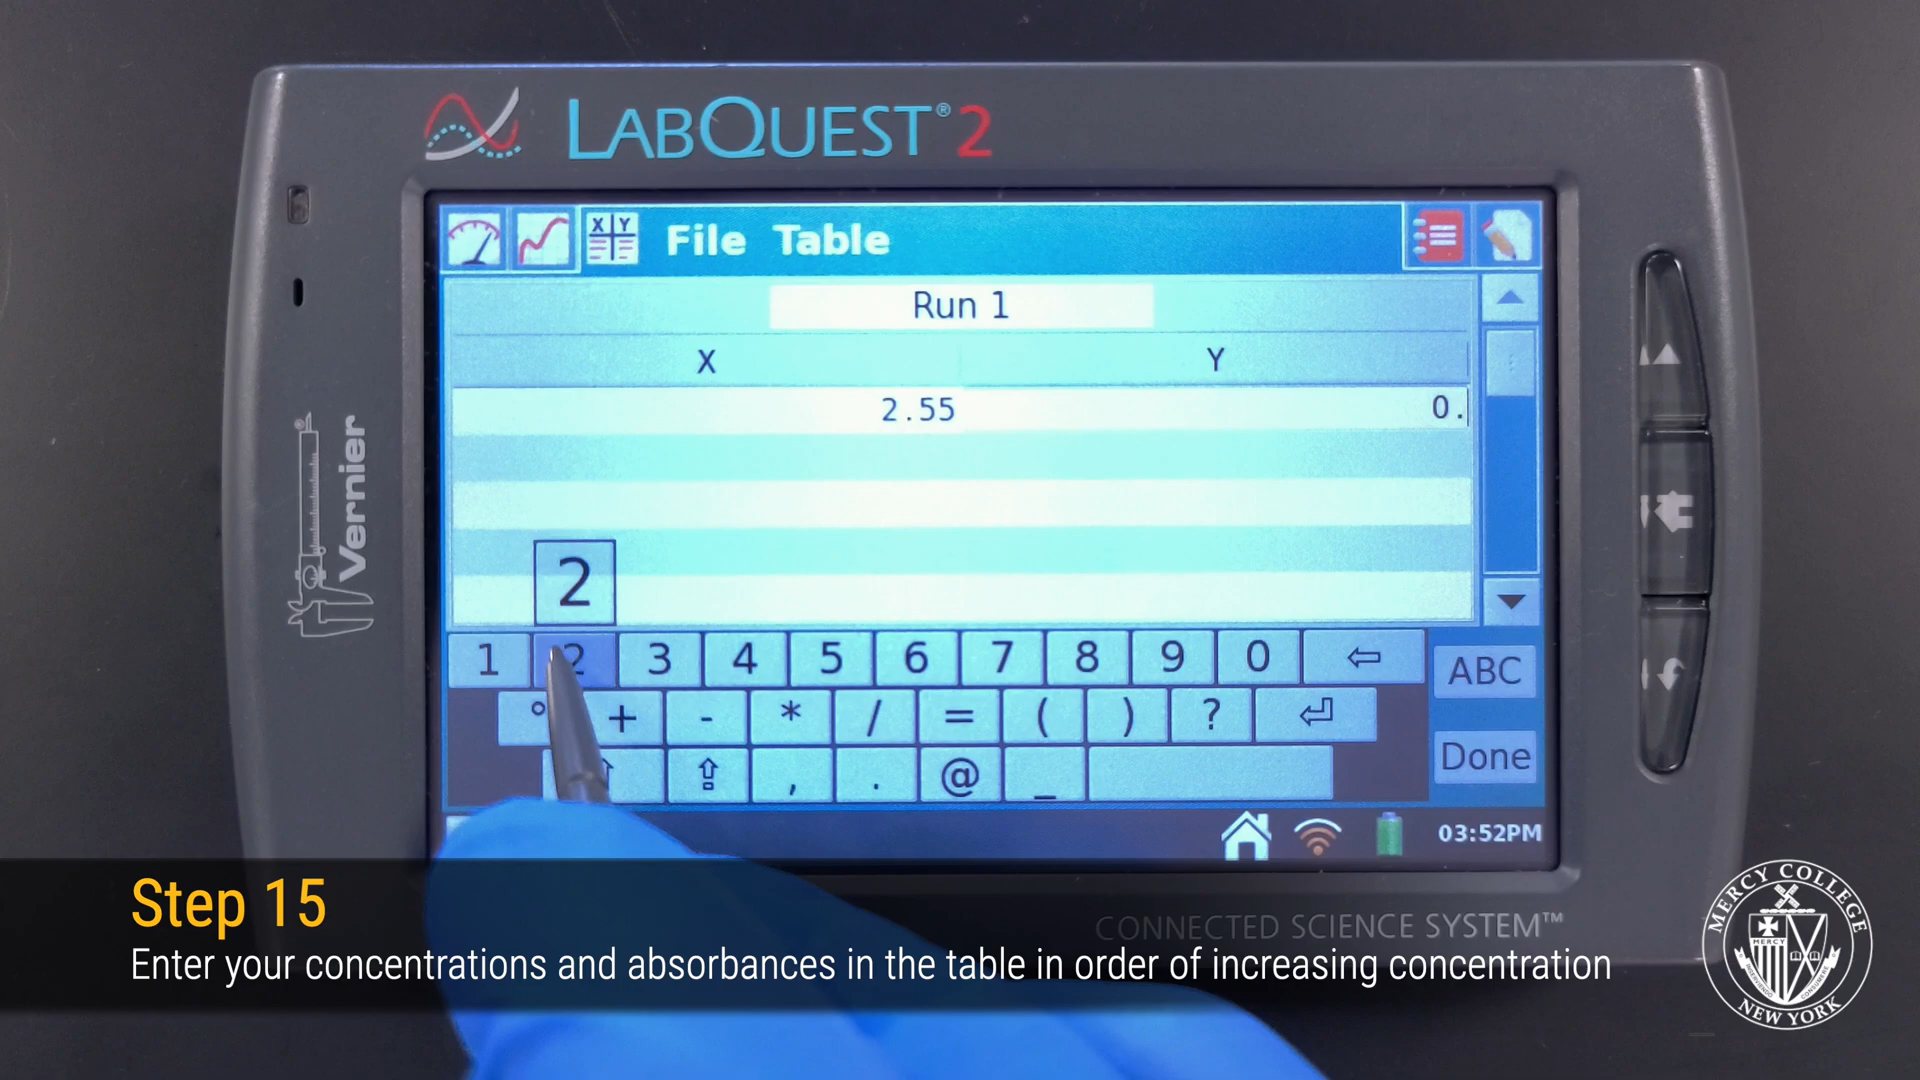 LABQUEST® 2
File Table
X Y
Run 1
X Y
2.55 0.
2
1 2 3 4 5 6 7 8 9 0 ⇦
° + - * / = ( ) ? ⏎
⇧ ⇪ , . @ _
ABC
Done
03:52PM
Vernier
CONNECTED SCIENCE SYSTEM™
Step 15
Enter your concentrations and absorbances in the table in order of increasing concentration
MERCY COLLEGE
MERCY
NEW YORK